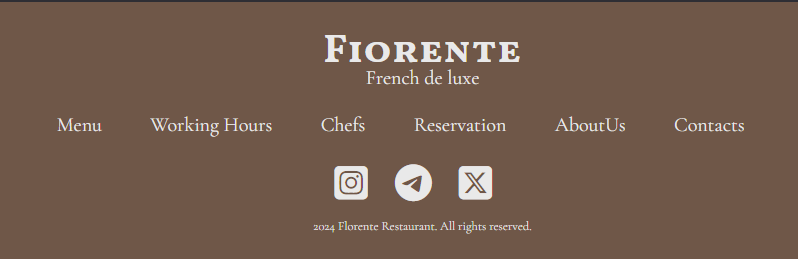 FIORENTE
French de luxe
Menu Working Hours Chefs Reservation AboutUs Contacts
2024 Florente Restaurant. All rights reserved.